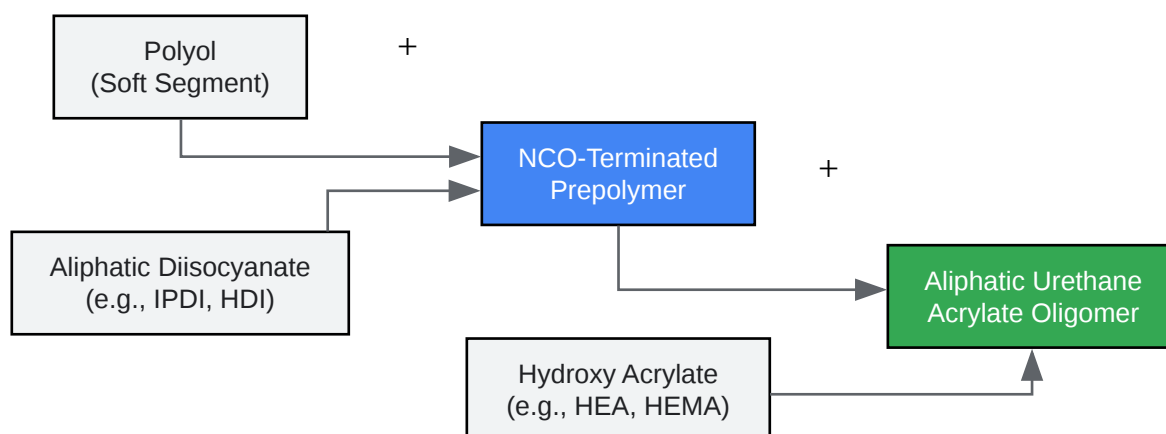 Polyol
(Soft Segment)
+
NCO-Terminated
Prepolymer
+
Aliphatic Diisocyanate
(e.g., IPDI, HDI)
Aliphatic Urethane
Acrylate Oligomer
Hydroxy Acrylate
(e.g., HEA, HEMA)